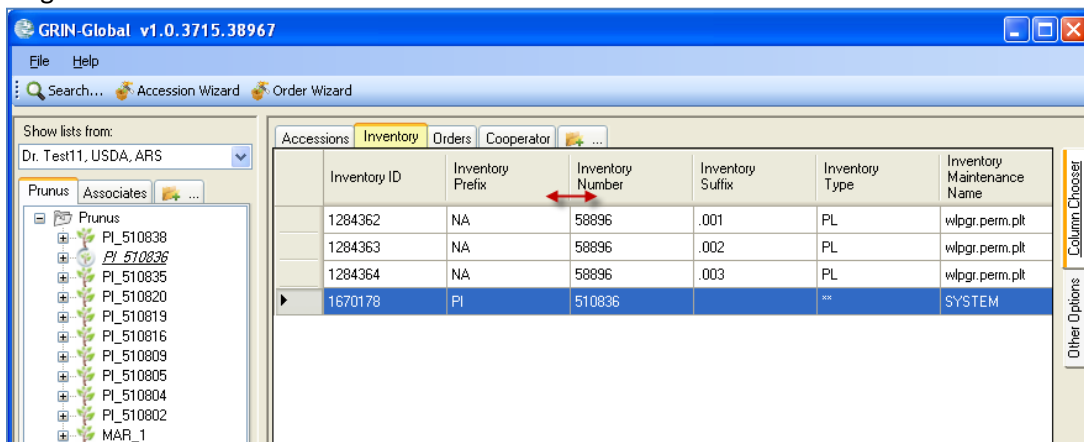 GRIN-Global v1.0.3715.38967
File Help
Search... Accession Wizard Order Wizard
Show lists from:
Dr. Test11, USDA, ARS
Prunus Associates ...
Prunus
PI_510838
PI_510836
PI_510835
PI_510820
PI_510819
PI_510816
PI_510809
PI_510805
PI_510804
PI_510802
MAR_1
Accessions Inventory Orders Cooperator ...
Inventory ID Inventory Prefix Inventory Number Inventory Suffix Inventory Type Inventory Maintenance Name
1284362 NA 58896 .001 PL wlpgr.perm.plt
1284363 NA 58896 .002 PL wlpgr.perm.plt
1284364 NA 58896 .003 PL wlpgr.perm.plt
1670178 PI 510836 ** SYSTEM
Column Chooser
Other Options